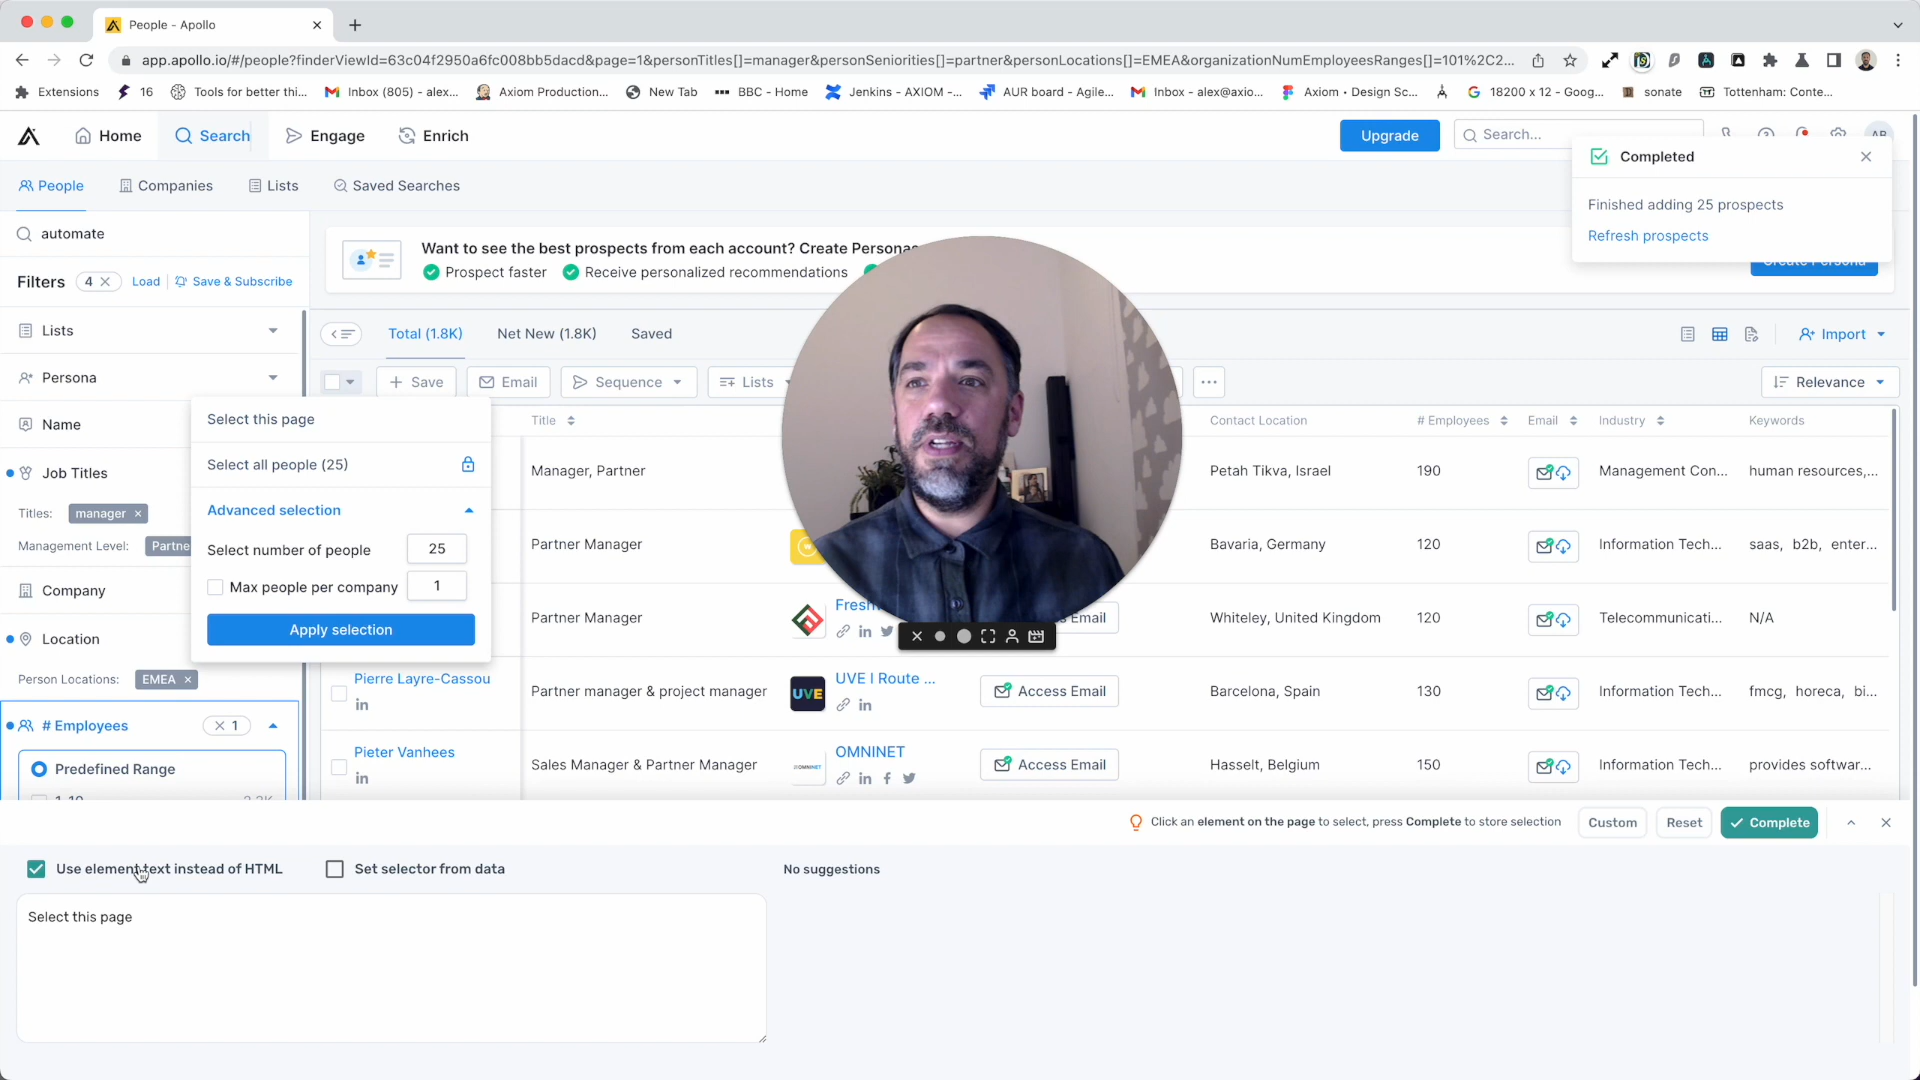 People - Apollo
app.apollo.io/#/people?finderViewId=63c04f2950a6fc008bb5dacd&page=1&personTitles[]=manager&personSeniorities[]=partner&personLocations[]=EMEA&organizationNumEmployeesRanges[]=101%2C2...
Extensions 16 Tools for better thi... Inbox (805) - alex... Axiom Production... New Tab BBC - Home Jenkins - AXIOM -... AUR board - Agile... Inbox - alex@axio... Axiom • Design Sc... 18200 x 12 - Goog... sonate Tottenham: Conte...
Home Search Engage Enrich Upgrade Search...
Completed
People Companies Lists Saved Searches
Finished adding 25 prospects
Refresh prospects
automate
Want to see the best prospects from each account? Create Personas
Prospect faster Receive personalized recommendations
Create Persona
Filters 4 Load Save & Subscribe
Lists
Total (1.8K) Net New (1.8K) Saved Import
Persona
Save Email Sequence Lists Relevance
Name
Select this page
Title Contact Location # Employees Email Industry Keywords
Select all people (25)
Job Titles
Manager, Partner Petah Tikva, Israel 190 Management Con... human resources,...
Titles: manager
Advanced selection
Management Level: Partne
Select number of people 25
Partner Manager Bavaria, Germany 120 Information Tech... saas, b2b, enter...
Company
Max people per company 1
Apply selection
Partner Manager Whiteley, United Kingdom 120 Telecommunicati... N/A
Location
Person Locations: EMEA
Pierre Layre-Cassou Partner manager & project manager UVE UVE I Route ... Access Email Barcelona, Spain 130 Information Tech... fmcg, horeca, bi...
# Employees 1
Pieter Vanhees Sales Manager & Partner Manager OMNINET Access Email Hasselt, Belgium 150 Information Tech... provides softwar...
Predefined Range
Click an element on the page to select, press Complete to store selection Custom Reset Complete
Use element text instead of HTML Set selector from data No suggestions
Select this page